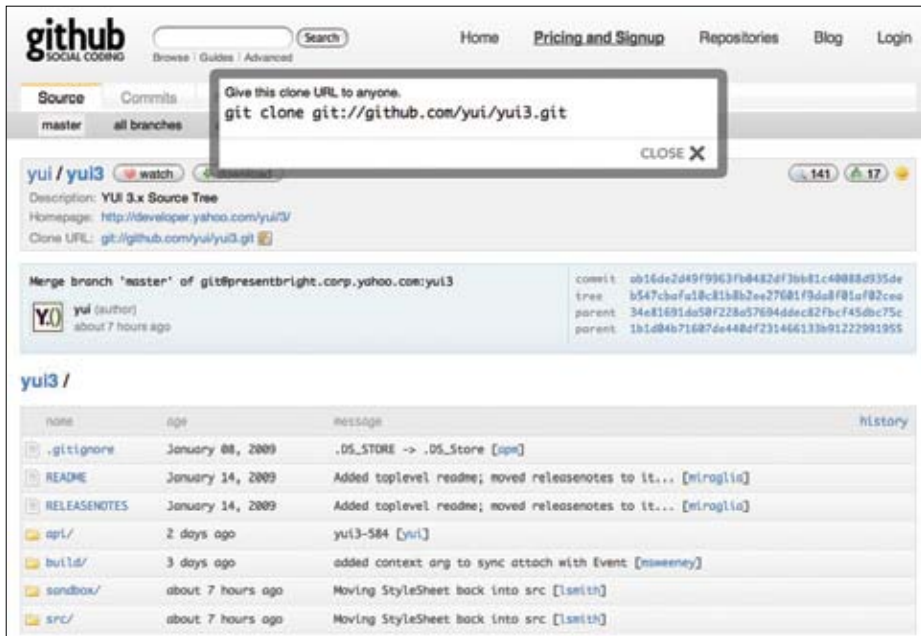 github
SOCIAL CODING
Search
Browse | Guides | Advanced
Home
Pricing and Signup
Repositories
Blog
Login
Source
Commits
Give this clone URL to anyone.
git clone git://github.com/yui/yui3.git
CLOSE X
master
all branches
yui / yui3
watch
download
141
17
Description: YUI 3.x Source Tree
Homepage: http://developer.yahoo.com/yui/3/
Clone URL: git://github.com/yui/yui3.git
Merge branch 'master' of git@presentbright.corp.yahoo.com:yui3
Y.()
yui (author)
about 7 hours ago
commit
tree
parent
parent
yui3 /
name age message history
.gitignore January 08, 2009 .DS_STORE -> .DS_Store [apm]
README January 14, 2009 Added toplevel readme; moved releasenotes to it... [miraglia]
RELEASENOTES January 14, 2009 Added toplevel readme; moved releasenotes to it... [miraglia]
api/ 2 days ago yui3-584 [yui]
build/ 3 days ago added context arg to sync attach with Event [msweeney]
sandbox/ about 7 hours ago Moving StyleSheet back into src [lsmith]
src/ about 7 hours ago Moving StyleSheet back into src [lsmith]